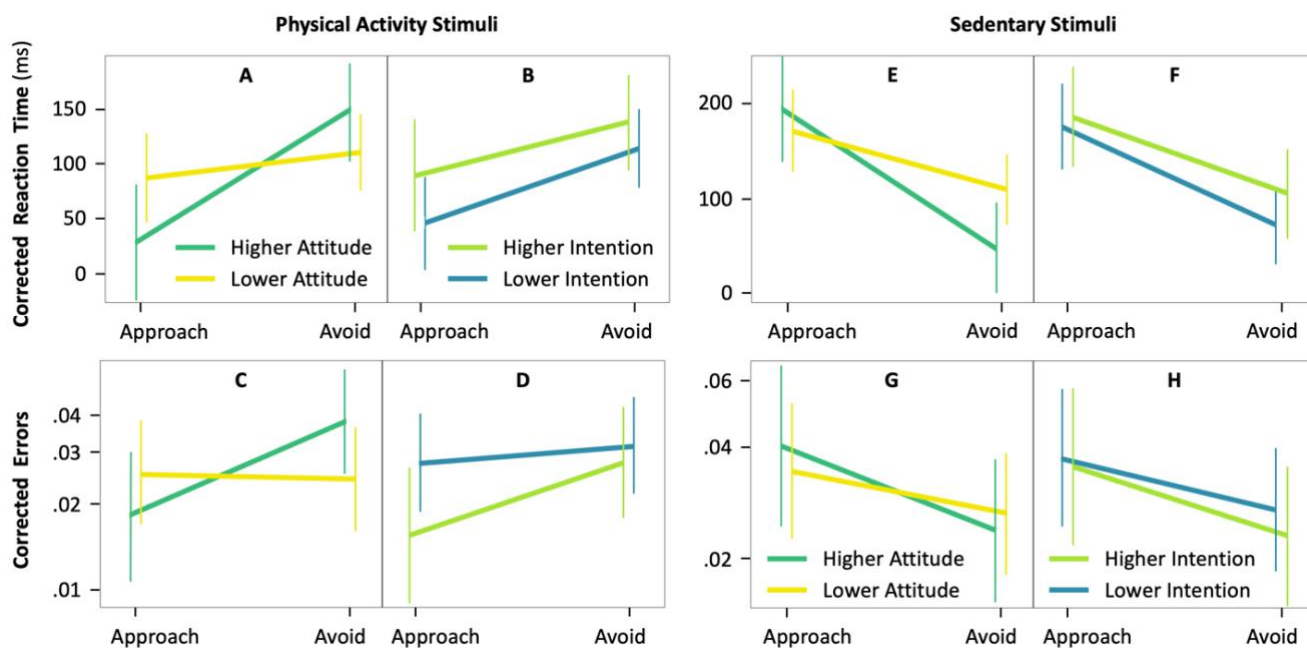 Physical Activity Stimuli
Sedentary Stimuli
Corrected Reaction Time (ms)
A
B
E
F
150
100
50
0
200
100
0
Higher Attitude
Lower Attitude
Higher Intention
Lower Intention
Approach
Avoid
Approach
Avoid
Approach
Avoid
Approach
Avoid
Corrected Errors
C
D
G
H
.04
.03
.02
.01
.06
.04
.02
Higher Attitude
Lower Attitude
Higher Intention
Lower Intention
Approach
Avoid
Approach
Avoid
Approach
Avoid
Approach
Avoid